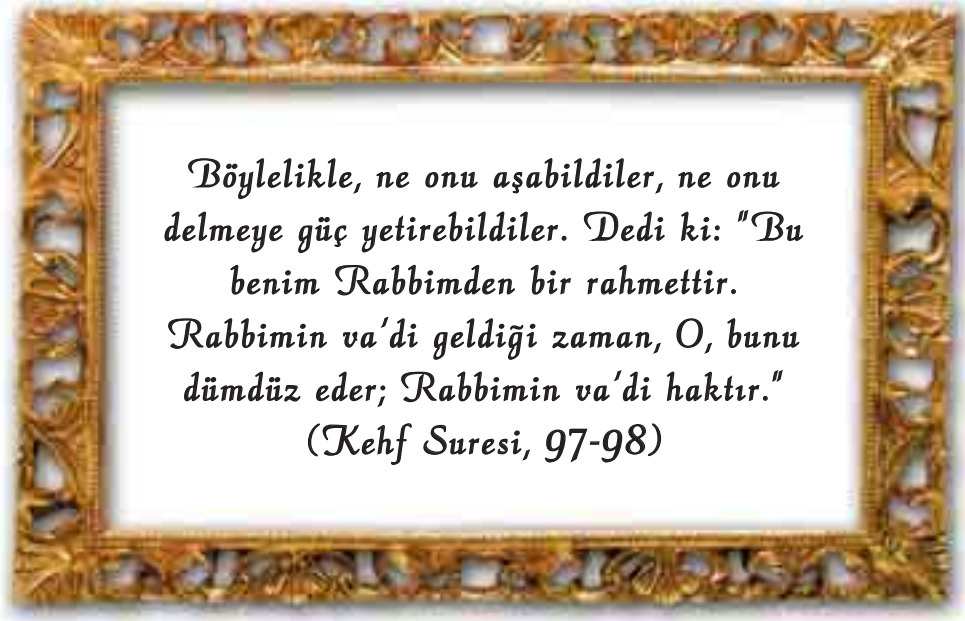 Böylelikle, ne onu aşabildiler, ne onu
delmeye güç yetirebildiler. Dedi ki: "Bu
benim Rabbimden bir rahmettir.
Rabbimin va'di geldiği zaman, O, bunu
dümdüz eder; Rabbimin va'di haktır."
(Kehf Suresi, 97-98)